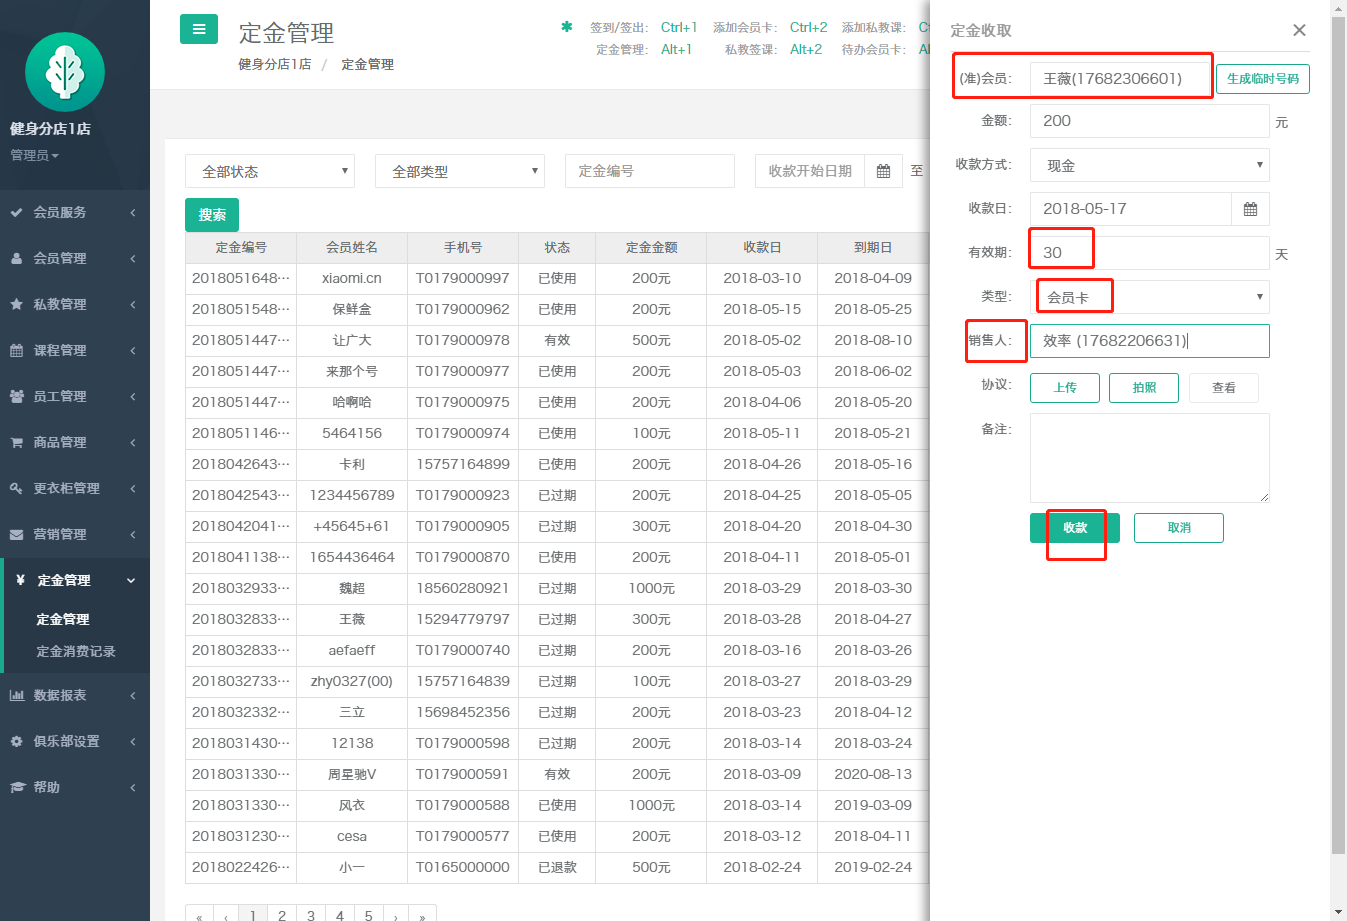 健身分店1店
管理员
会员服务
会员管理
私教管理
课程管理
员工管理
商品管理
更衣柜管理
营销管理
¥ 定金管理
定金管理
定金消费记录
数据报表
俱乐部设置
帮助
定金管理
健身分店1店 / 定金管理
签到/签出: Ctrl+1 添加会员卡: Ctrl+2 添加私教课:
定金管理: Alt+1 私教签课: Alt+2 待办会员卡:
全部状态 全部类型 定金编号 收款开始日期 至
搜索
定金编号 会员姓名 手机号 状态 定金金额 收款日 到期日
2018051648… xiaomi.cn T0179000997 已使用 200元 2018-03-10 2018-04-09
2018051548… 保鲜盒 T0179000962 已使用 200元 2018-05-15 2018-05-25
2018051447… 让广大 T0179000978 有效 500元 2018-05-02 2018-08-10
2018051447… 来那个号 T0179000977 已使用 200元 2018-05-03 2018-06-02
2018051447… 哈啊哈 T0179000975 已使用 200元 2018-04-06 2018-05-20
2018051146… 5464156 T0179000974 已使用 100元 2018-05-11 2018-05-21
2018042643… 卡利 15757164899 已使用 200元 2018-04-26 2018-05-16
2018042543… 1234456789 T0179000923 已过期 200元 2018-04-25 2018-05-05
2018042041… +45645+61 T0179000905 已过期 300元 2018-04-20 2018-04-30
2018041138… 1654436464 T0179000870 已使用 200元 2018-04-11 2018-05-01
2018032933… 魏超 18560280921 已过期 1000元 2018-03-29 2018-03-30
2018032833… 王薇 15294779797 已过期 300元 2018-03-28 2018-04-27
2018032833… aefaeff T0179000740 已过期 200元 2018-03-16 2018-03-26
2018032733… zhy0327(00) 15757164839 已过期 100元 2018-03-27 2018-03-29
2018032332… 三立 15698452356 已过期 200元 2018-03-23 2018-04-12
2018031430… 12138 T0179000598 已过期 200元 2018-03-14 2018-03-24
2018031330… 周星驰V T0179000591 有效 200元 2018-03-09 2020-08-13
2018031330… 风衣 T0179000588 已使用 1000元 2018-03-14 2019-03-09
2018031230… cesa T0179000577 已使用 200元 2018-03-12 2018-04-11
2018022426… 小一 T0165000000 已退款 500元 2018-02-24 2019-02-24
« ‹ 1 2 3 4 5 › »
定金收取
(准)会员: 王薇(17682306601) 生成临时号码
金额: 200 元
收款方式: 现金
收款日: 2018-05-17
有效期: 30 天
类型: 会员卡
销售人: 效率 (17682206631)
协议: 上传 拍照 查看
备注:
收款 取消